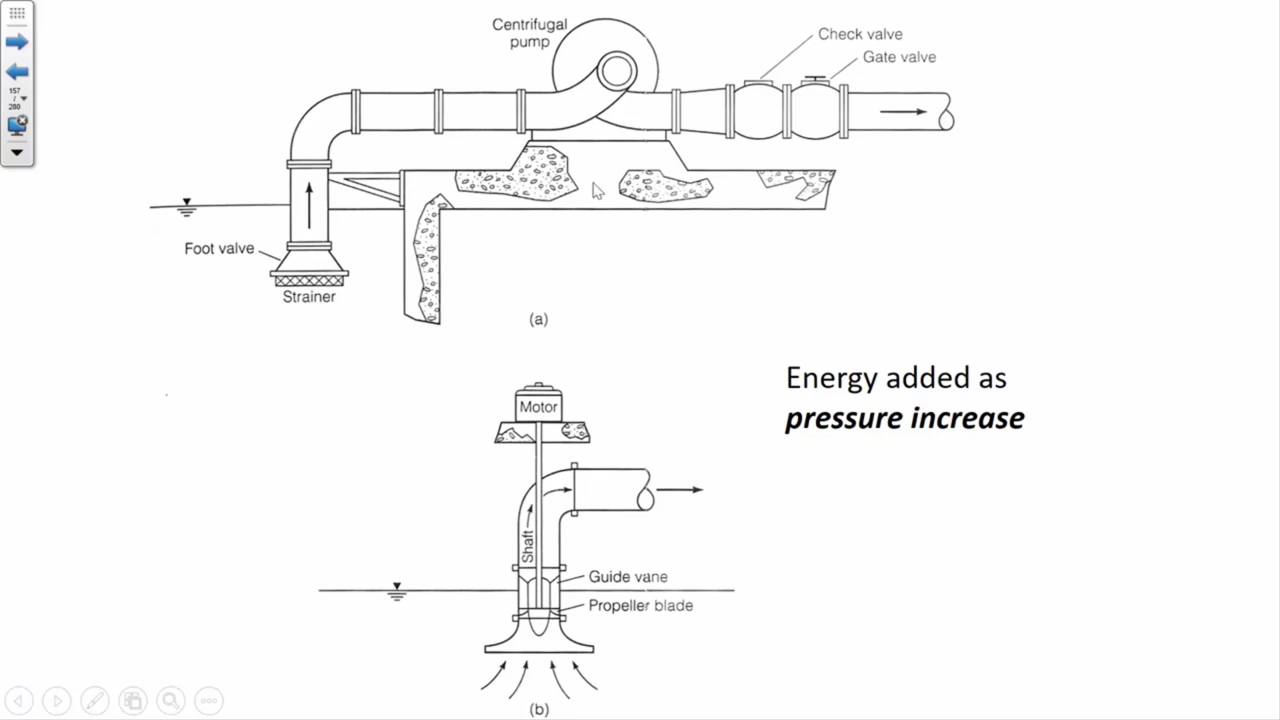 157
/
280
Centrifugal
pump
Check valve
Gate valve
Foot valve
Strainer
(a)
Energy added as
pressure increase
Motor
Shaft
Guide vane
Propeller blade
(b)